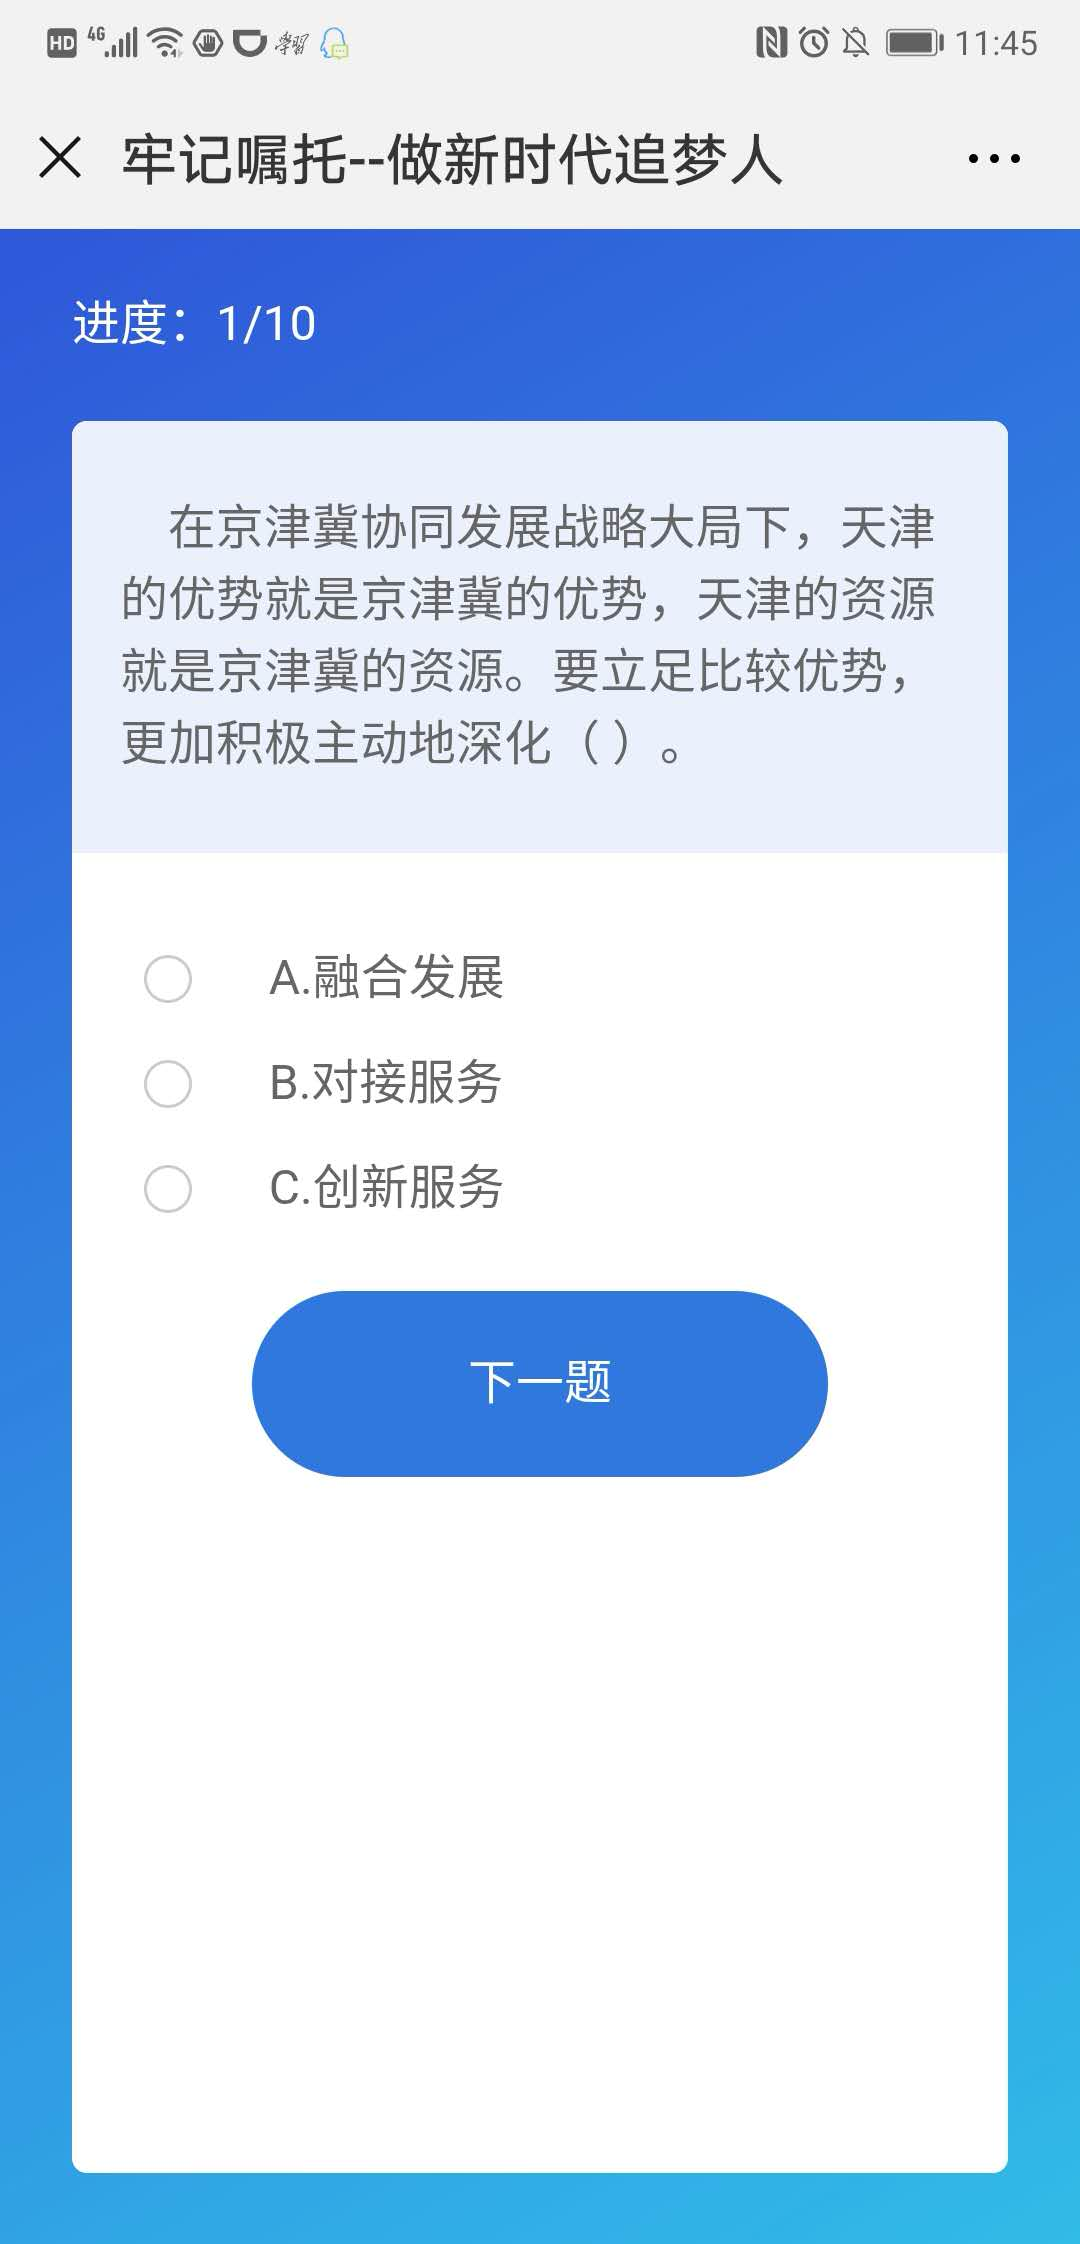 HD 4G 學習 11:45
牢记嘱托--做新时代追梦人
进度：1/10
在京津冀协同发展战略大局下，天津
的优势就是京津冀的优势，天津的资源
就是京津冀的资源。要立足比较优势，
更加积极主动地深化（ ）。
A.融合发展
B.对接服务
C.创新服务
下一题